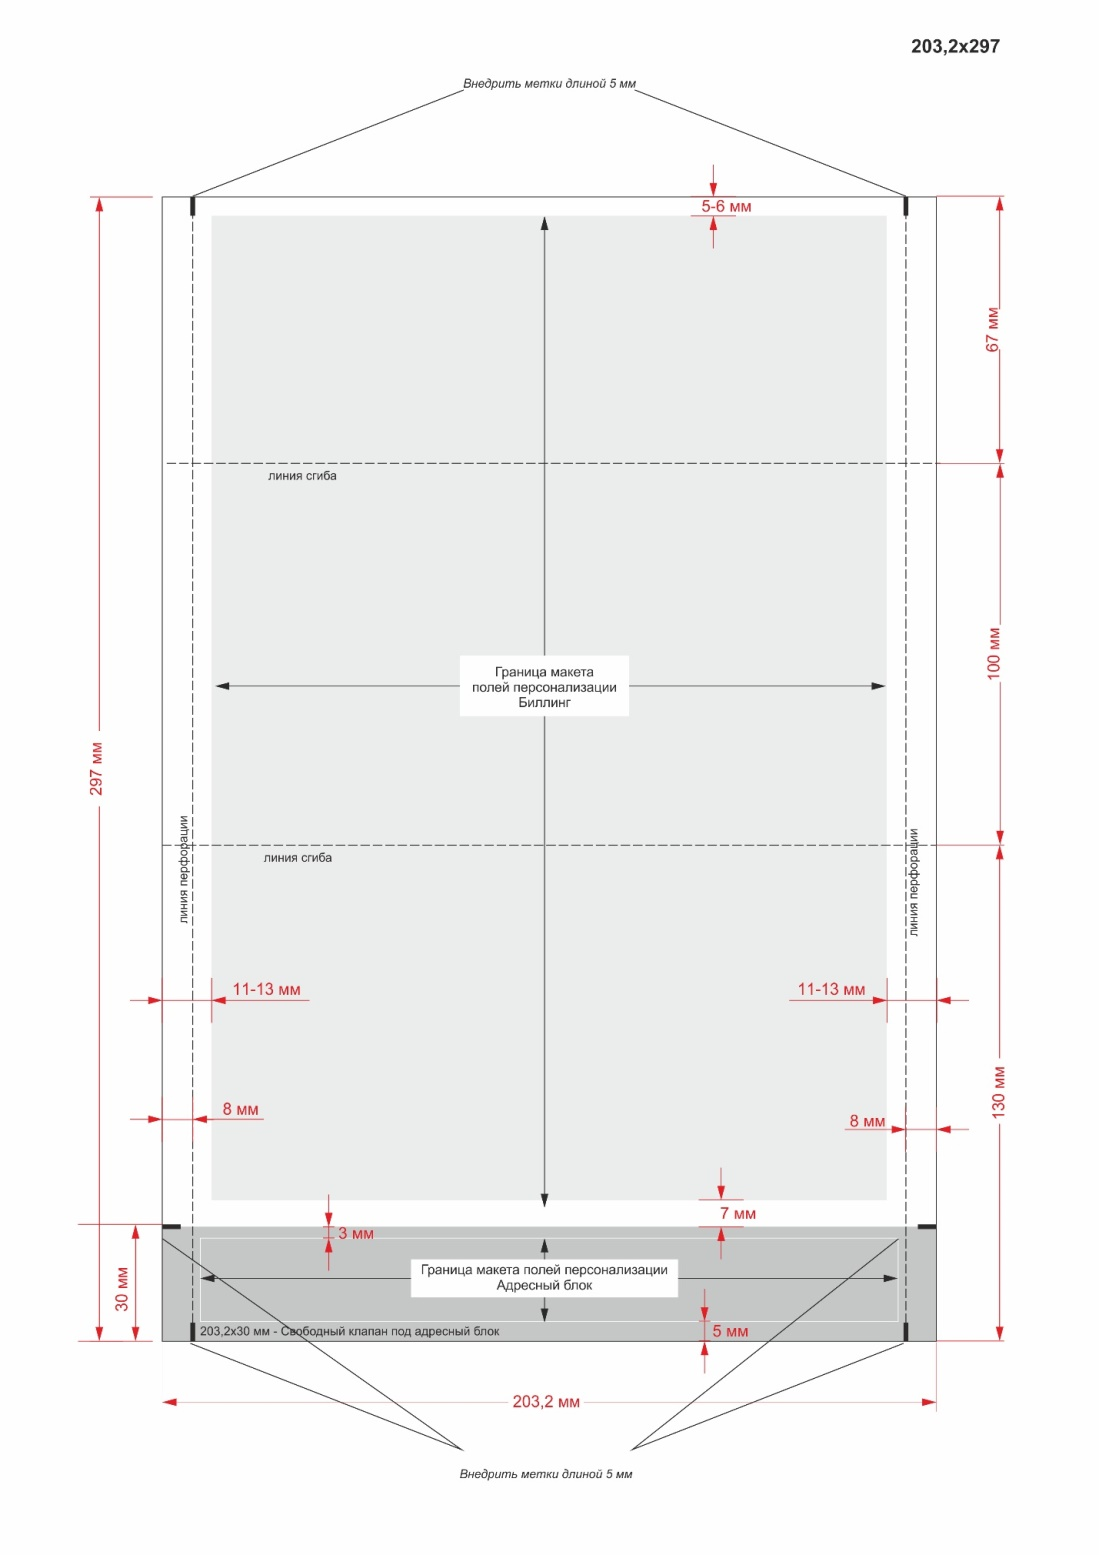 203,2х297
Внедрить метки длиной 5 мм
5-6 мм
67 мм
линия сгиба
100 мм
Граница макета
полей персонализации
Биллинг
297 мм
линия перфорации
линия перфорации
линия сгиба
11-13 мм
11-13 мм
130 мм
8 мм
8 мм
7 мм
3 мм
30 мм
Граница макета полей персонализации
Адресный блок
203,2х30 мм - Свободный клапан под адресный блок
5 мм
203,2 мм
Внедрить метки длиной 5 мм